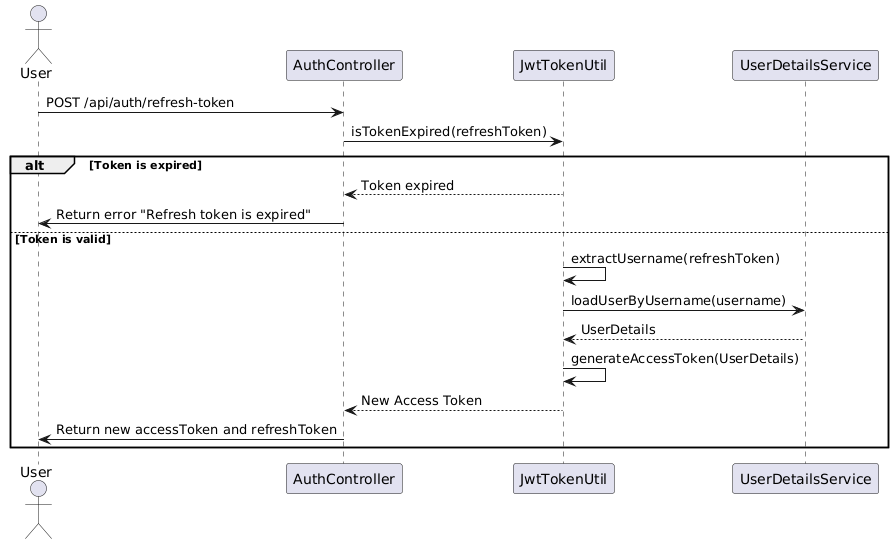 User
AuthController
JwtTokenUtil
UserDetailsService
POST /api/auth/refresh-token
isTokenExpired(refreshToken)
alt
[Token is expired]
Token expired
Return error "Refresh token is expired"
[Token is valid]
extractUsername(refreshToken)
loadUserByUsername(username)
UserDetails
generateAccessToken(UserDetails)
New Access Token
Return new accessToken and refreshToken
User
AuthController
JwtTokenUtil
UserDetailsService